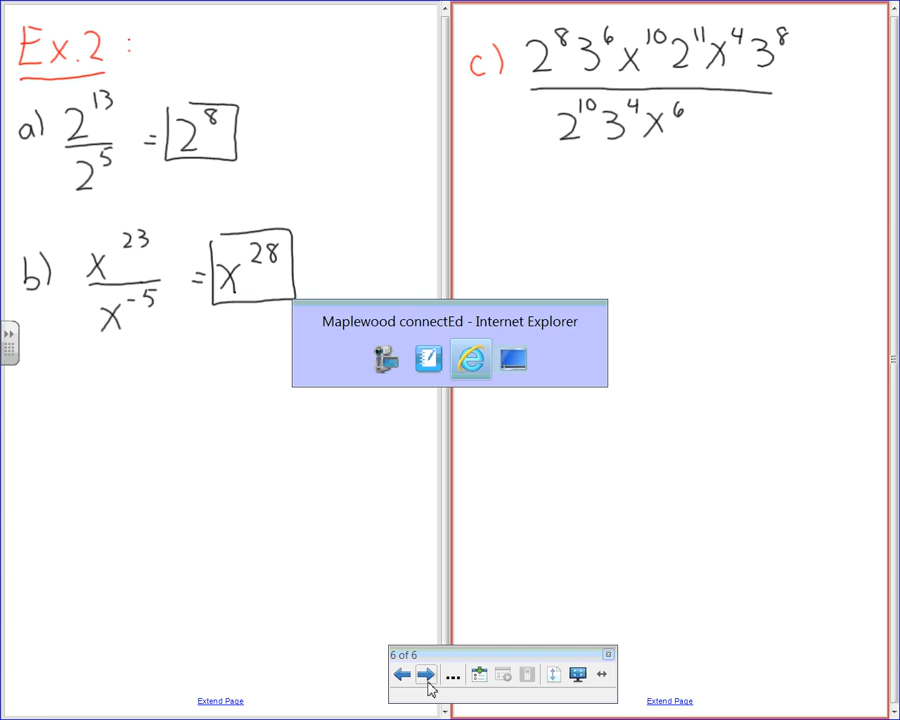 Ex.2 :
a) 2^13 / 2^5 = 2^8
b) x^23 / x^-5 = x^28
c) 2^8 3^6 x^10 2^11 x^4 3^8
2^10 3^4 x^6
Maplewood connectEd - Internet Explorer
6 of 6
...
Extend Page
Extend Page